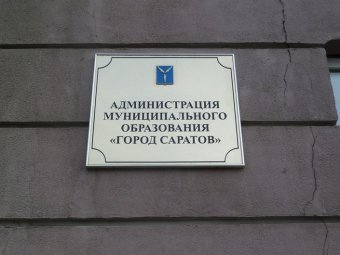 АДМИНИСТРАЦИЯ
МУНИЦИПАЛЬНОГО
ОБРАЗОВАНИЯ
«ГОРОД САРАТОВ»